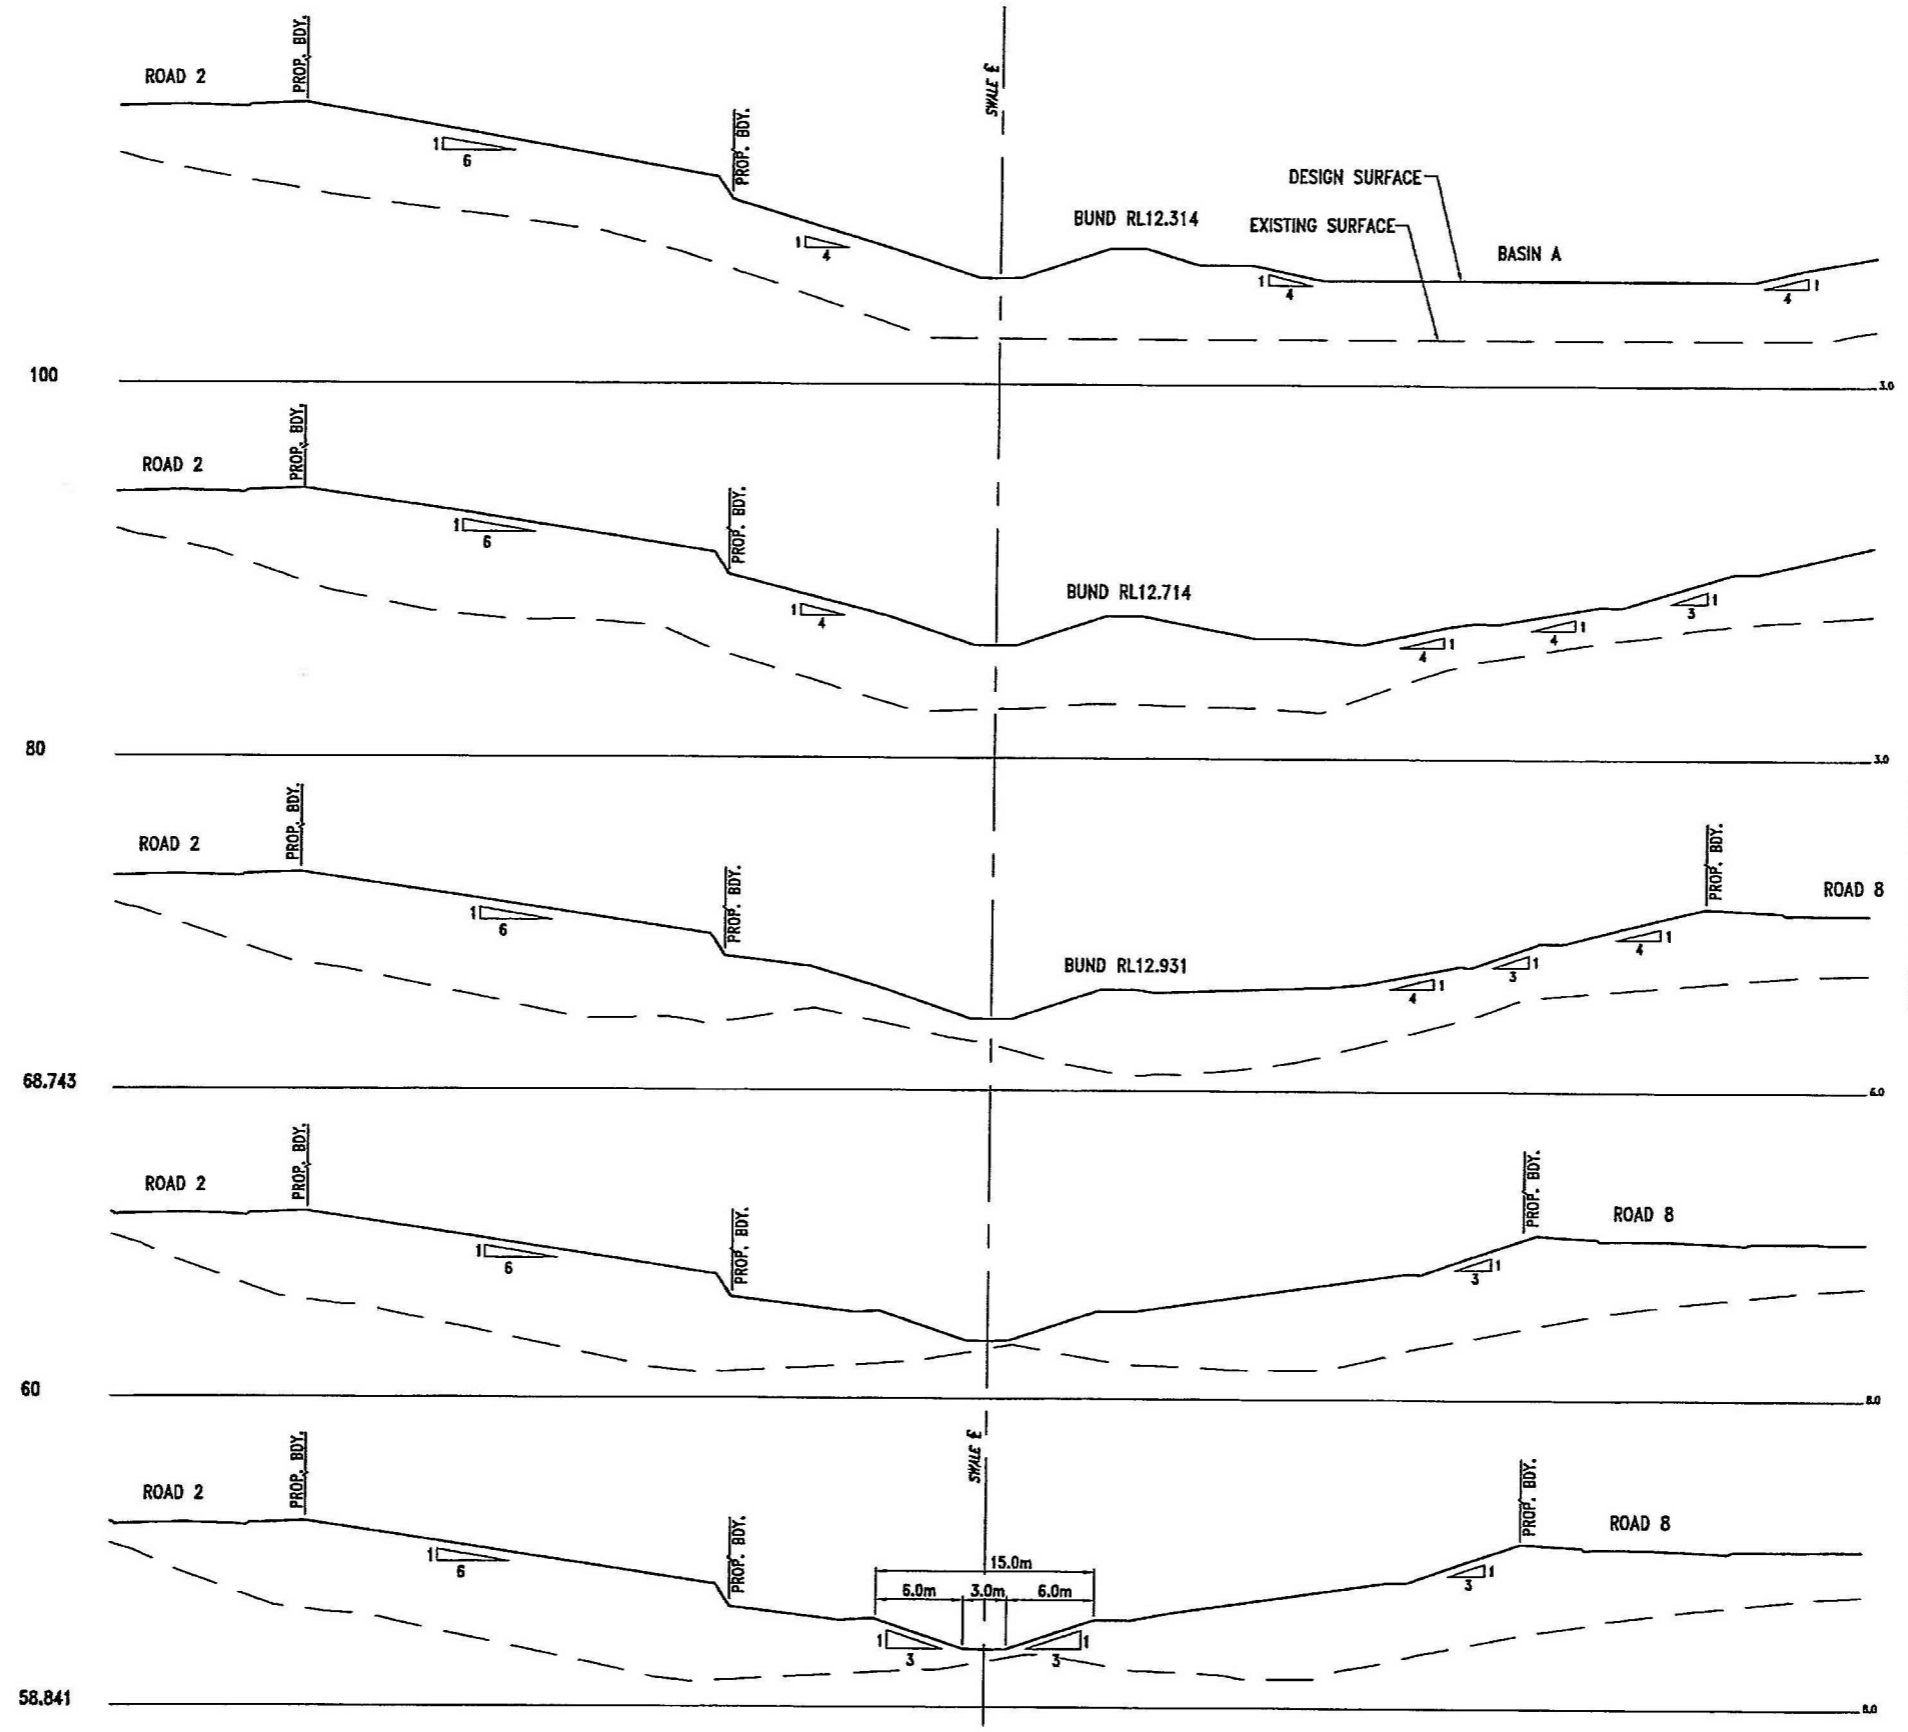 ROAD 2
PROP. BDY.
PROP. BDY.
SWALE ℄
1
6
1
4
BUND RL12.314
DESIGN SURFACE
EXISTING SURFACE
BASIN A
1
4
4
1
100
3.0
ROAD 2
PROP. BDY.
PROP. BDY.
1
6
1
4
BUND RL12.714
4
1
4
1
3
1
80
3.0
ROAD 2
PROP. BDY.
PROP. BDY.
1
6
BUND RL12.931
4
1
3
1
4
1
PROP. BDY.
ROAD 8
68.743
6.0
ROAD 2
PROP. BDY.
PROP. BDY.
1
6
3
1
PROP. BDY.
ROAD 8
60
8.0
ROAD 2
PROP. BDY.
PROP. BDY.
SWALE ℄
1
6
15.0m
6.0m
3.0m
6.0m
1
3
3
1
3
1
PROP. BDY.
ROAD 8
58.841
8.0